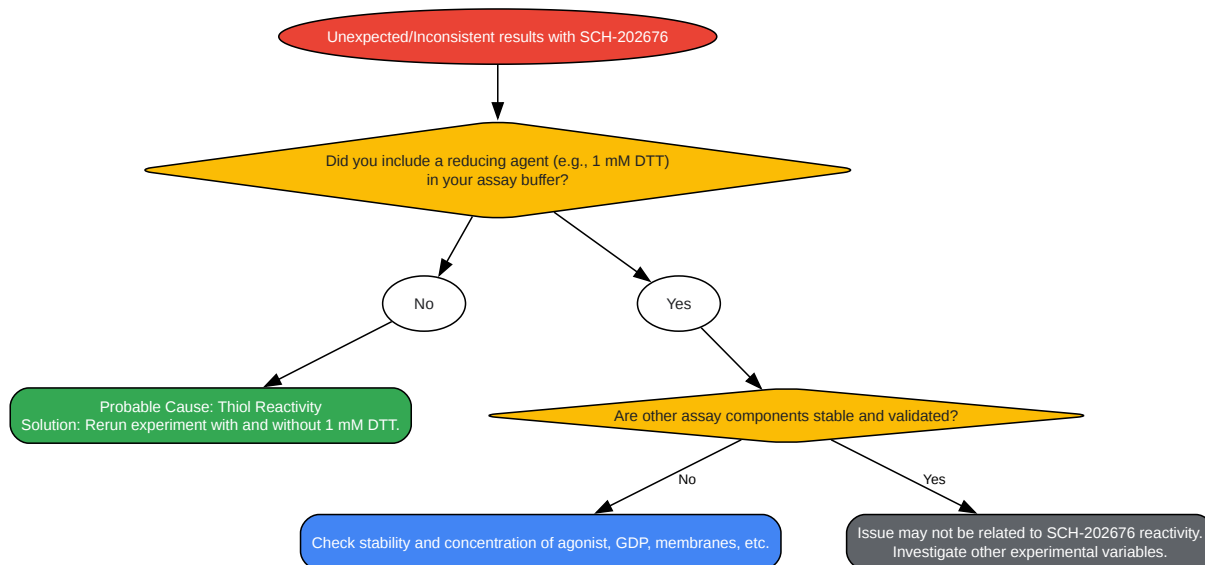 Unexpected/Inconsistent results with SCH-202676
Did you include a reducing agent (e.g., 1 mM DTT)
in your assay buffer?
No
Yes
Probable Cause: Thiol Reactivity
Solution: Rerun experiment with and without 1 mM DTT.
Are other assay components stable and validated?
No
Yes
Check stability and concentration of agonist, GDP, membranes, etc.
Issue may not be related to SCH-202676 reactivity.
Investigate other experimental variables.